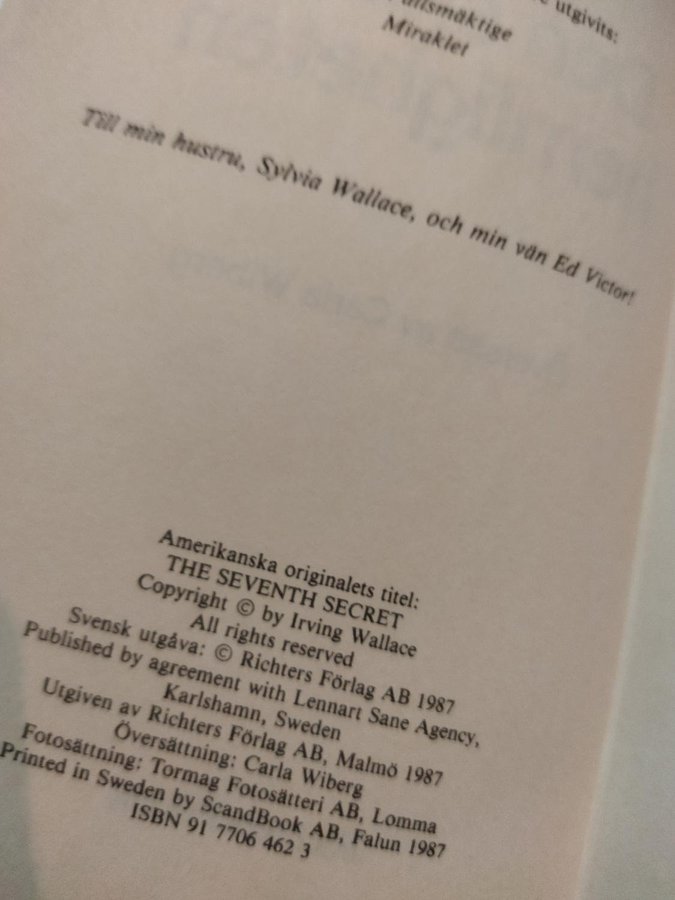 utgivits:
allsmäktige
Miraklet
Till min hustru, Sylvia Wallace, och min vän Ed Victor!
Amerikanska originalets titel:
THE SEVENTH SECRET
Copyright © by Irving Wallace
All rights reserved
Svensk utgåva: © Richters Förlag AB 1987
Published by agreement with Lennart Sane Agency,
Karlshamn, Sweden
Utgiven av Richters Förlag AB, Malmö 1987
Översättning: Carla Wiberg
Fotosättning: Tormag Fotosätteri AB, Lomma
Printed in Sweden by ScandBook AB, Falun 1987
ISBN 91 7706 462 3